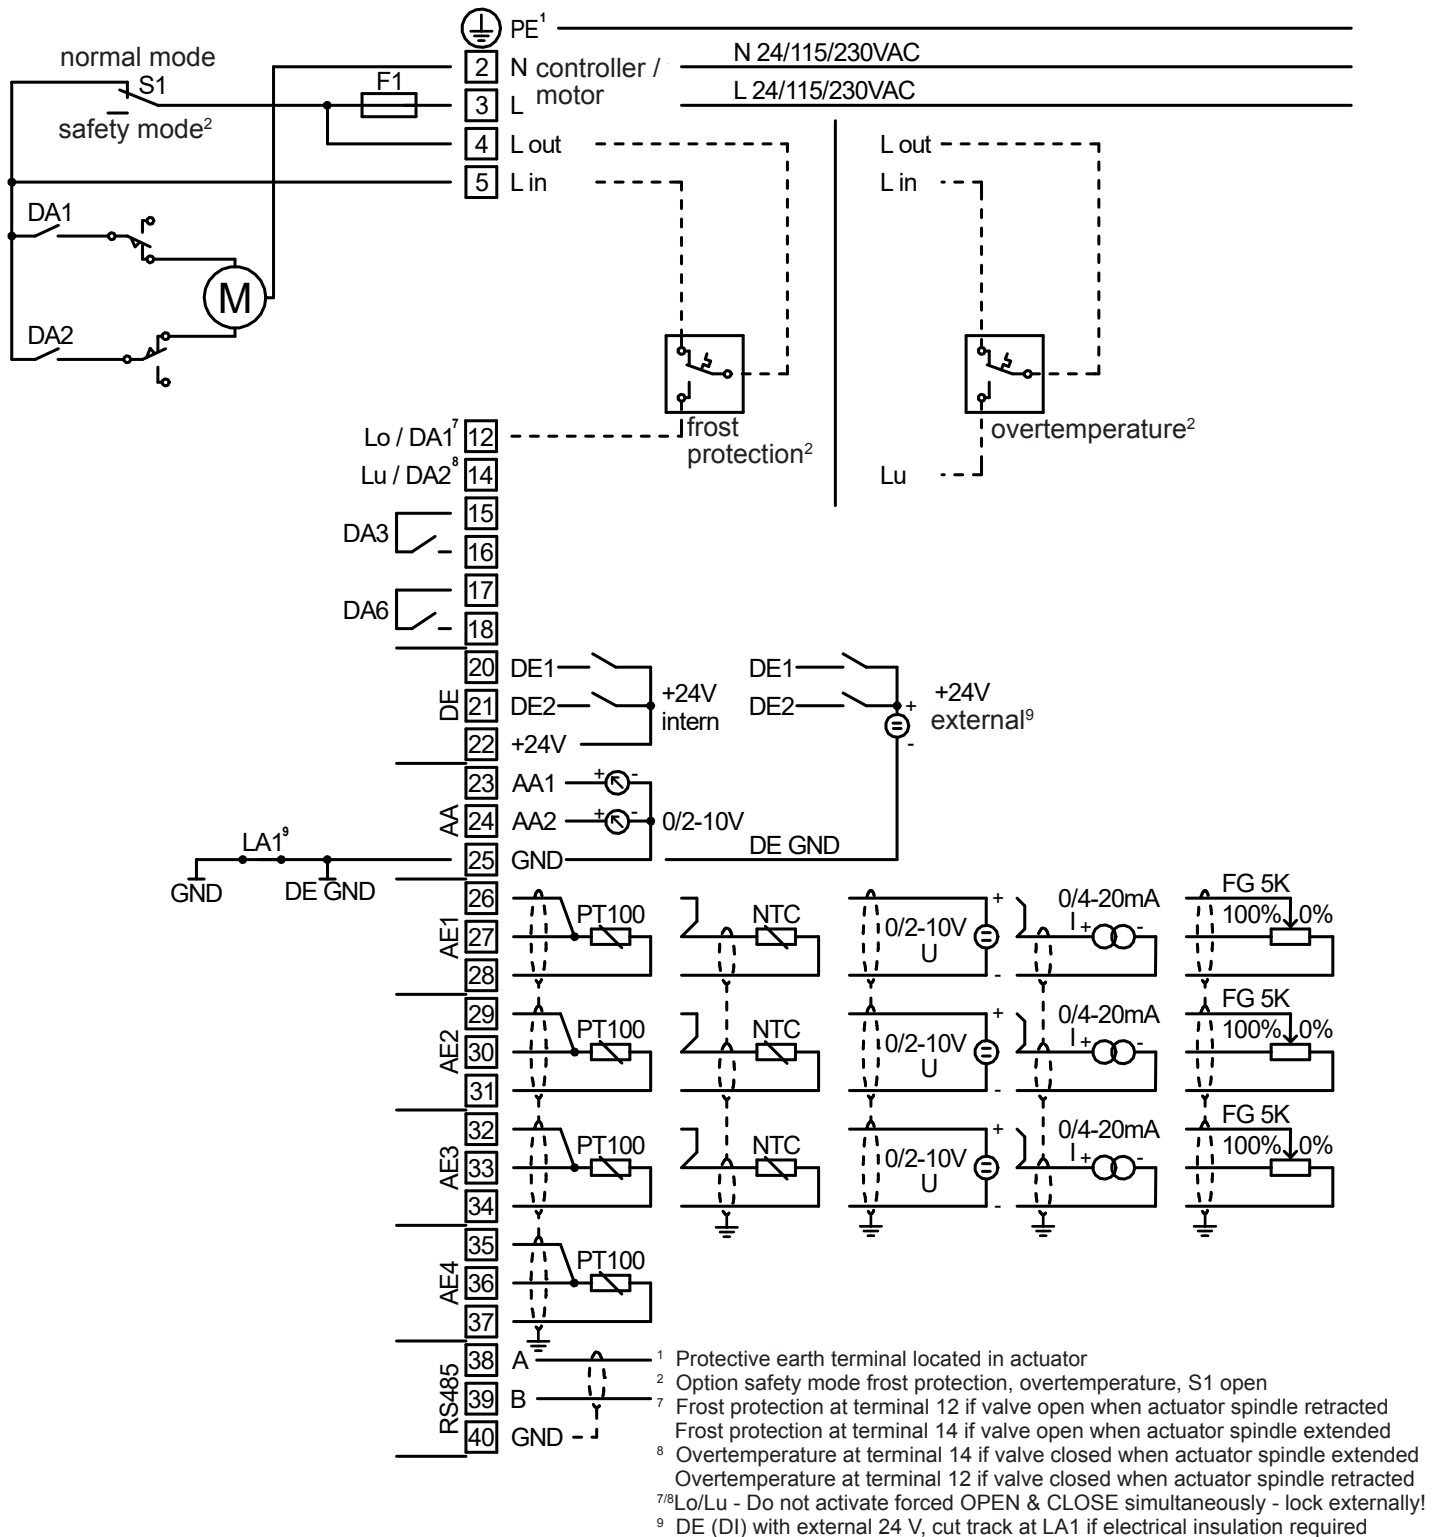 PE¹
normal mode
N 24/115/230VAC
2 N controller /
S1 F1
motor
3 L
L 24/115/230VAC
safety mode²
4 L out
L out
5 L in
L in
DA1
M
DA2
Lo / DA1⁷ 12
frost
protection²
overtemperature²
Lu / DA2⁸ 14
Lu
15
DA3
16
17
DA6
18
20 DE1
DE1
DE
21 DE2
+24V
intern
DE2
+
-
+24V
external⁹
22 +24V
23 AA1 + -
AA
24 AA2 + - 0/2-10V
LA1⁹
25 GND
DE GND
GND
DE GND
AE1
26
27
28
PT100
NTC
0/2-10V
U
+
-
0/4-20mA
I + -
FG 5K
100% 0%
AE2
29
30
31
PT100
NTC
0/2-10V
U
+
-
0/4-20mA
I + -
FG 5K
100% 0%
AE3
32
33
34
PT100
NTC
0/2-10V
U
+
-
0/4-20mA
I + -
FG 5K
100% 0%
AE4
35
36
37
PT100
RS485
38 A
39 B
40 GND
¹ Protective earth terminal located in actuator
² Option safety mode frost protection, overtemperature, S1 open
⁷ Frost protection at terminal 12 if valve open when actuator spindle retracted
Frost protection at terminal 14 if valve open when actuator spindle extended
⁸ Overtemperature at terminal 14 if valve closed when actuator spindle extended
Overtemperature at terminal 12 if valve closed when actuator spindle retracted
⁷/⁸Lo/Lu - Do not activate forced OPEN & CLOSE simultaneously - lock externally!
⁹ DE (DI) with external 24 V, cut track at LA1 if electrical insulation required